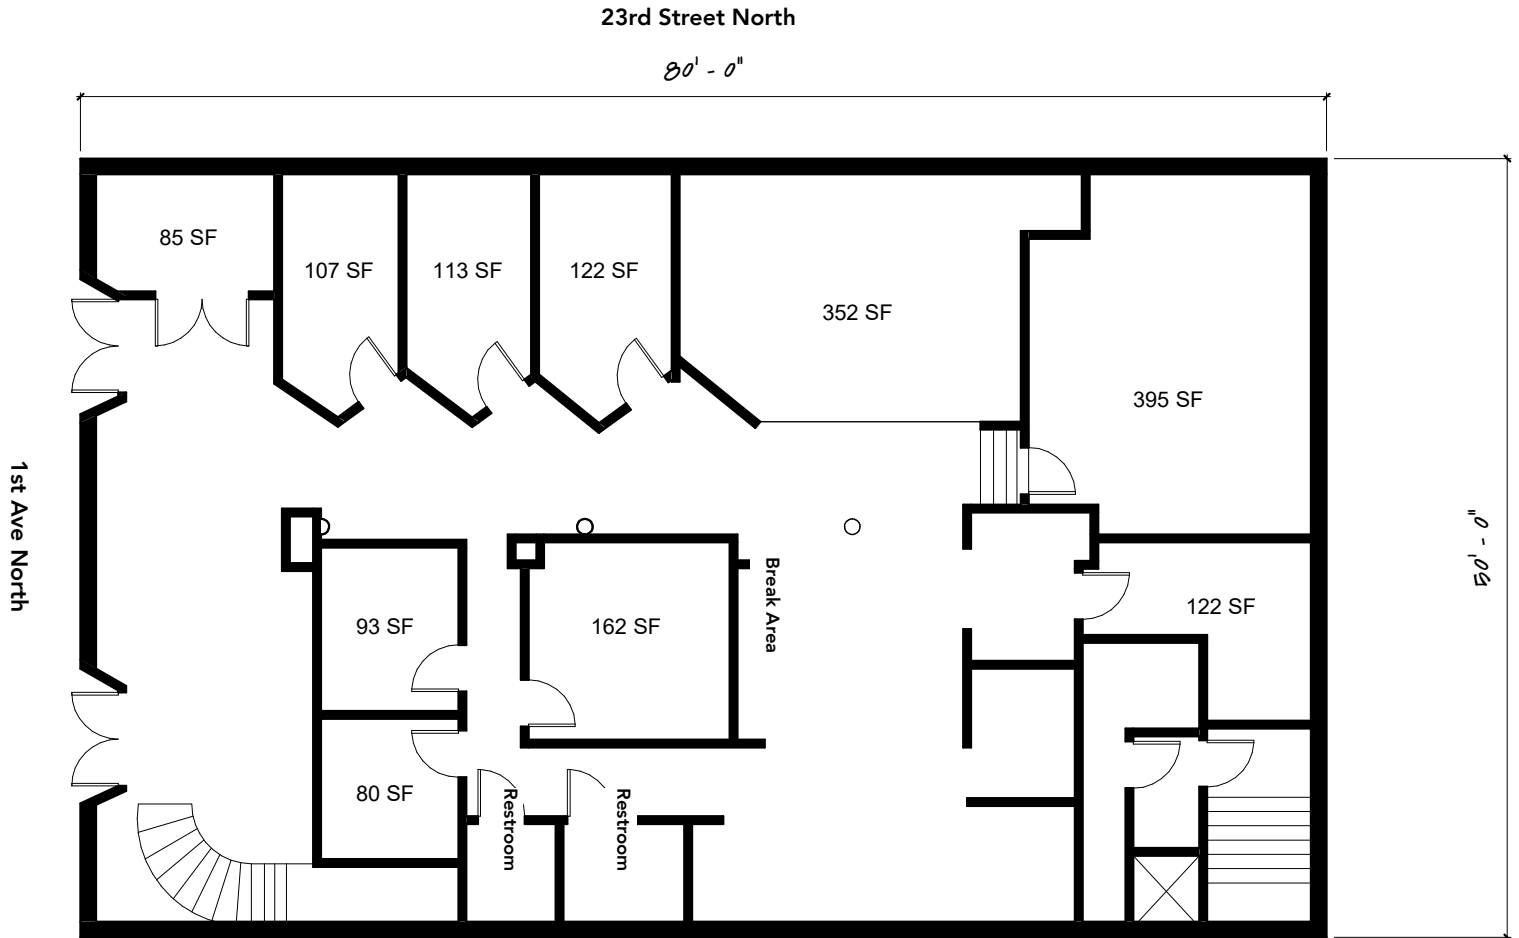 23rd Street North
80' - 0"
85 SF
107 SF
113 SF
122 SF
352 SF
395 SF
1st Ave North
50' - 0"
Break Area
93 SF
162 SF
122 SF
80 SF
Restroom
Restroom